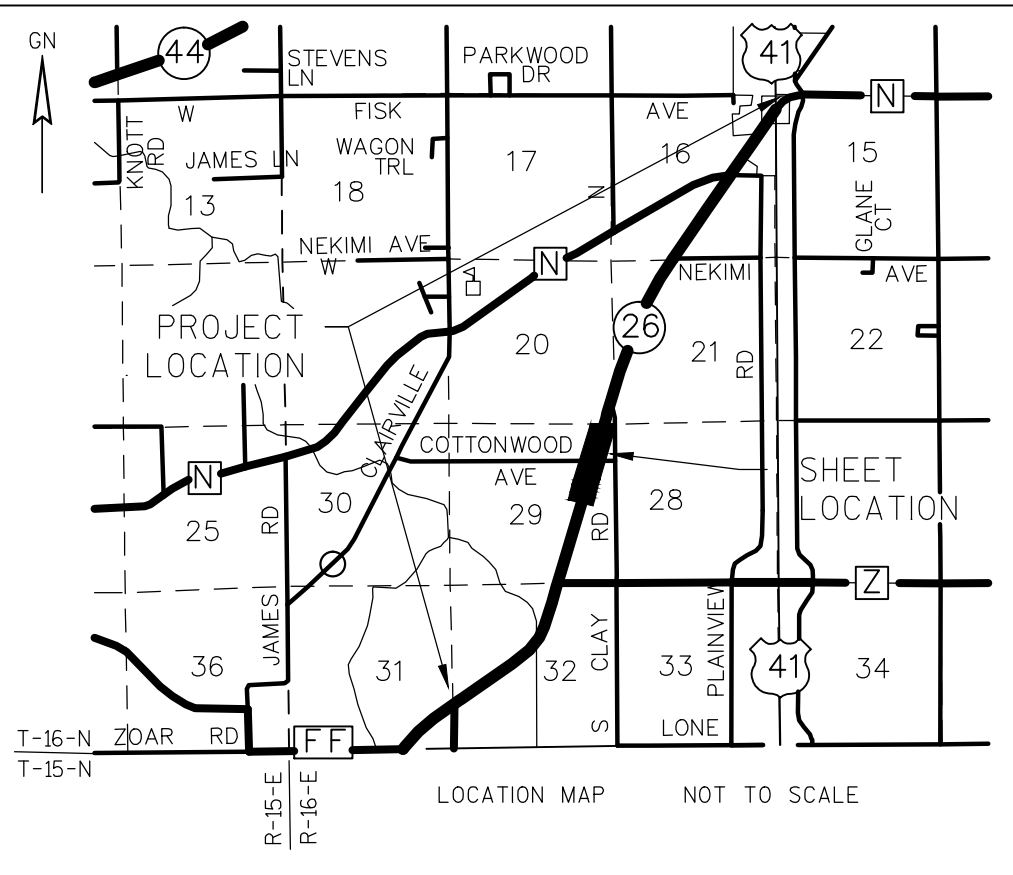 GN
44
STEVENS
LN
PARKWOOD
DR
41
N
W
FISK
AVE
KNOTT
RD
JAMES LN
WAGON
TRL
17
16
15
18
13
N
GLANE
CT
NEKIMI AVE
W
N
NEKIMI
AVE
PROJECT
LOCATION
26
20
21
22
RD
CLAIRVILLE
COTTONWOOD
AVE
SHEET
LOCATION
N
30
29
28
25
RD
RD
Z
JAMES
CLAY
PLAINVIEW
36
31
32
33
41
34
S
LONE
T-16-N
ZOAR RD
FF
T-15-N
R-15-E
R-16-E
LOCATION MAP
NOT TO SCALE